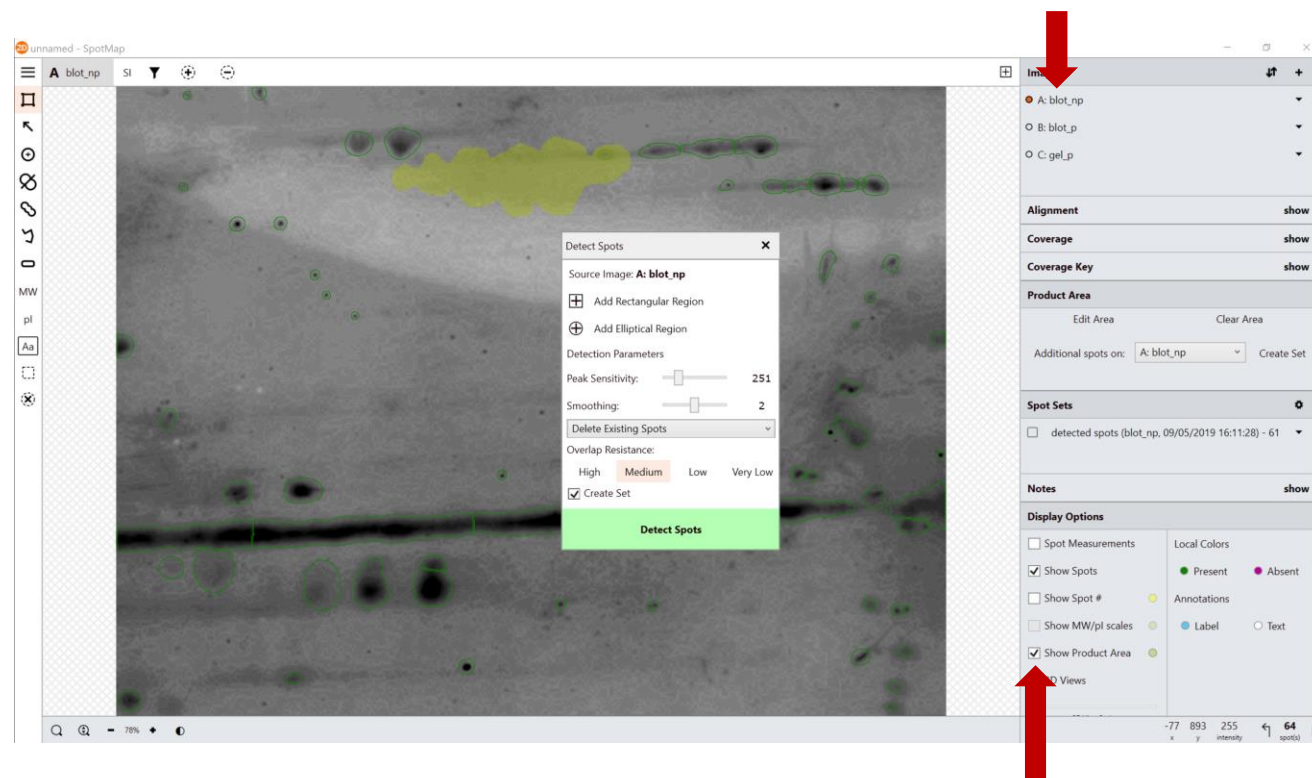 2D unnamed - SpotMap
A blot_np SI
Images
A: blot_np
B: blot_p
C: gel_p
MW
pI
Aa
Alignment show
Coverage show
Coverage Key show
Product Area
Edit Area Clear Area
Additional spots on: A: blot_np Create Set
Spot Sets
detected spots (blot_np, 09/05/2019 16:11:28) - 61
Notes show
Display Options
Spot Measurements Local Colors
Show Spots Present Absent
Show Spot # Annotations
Show MW/pI scales Label Text
Show Product Area
D Views
Detect Spots
Source Image: A: blot_np
Add Rectangular Region
Add Elliptical Region
Detection Parameters
Peak Sensitivity: 251
Smoothing: 2
Delete Existing Spots
Overlap Resistance:
High Medium Low Very Low
Create Set
Detect Spots
78%
-77 893 255 64
x y intensity spot(s)